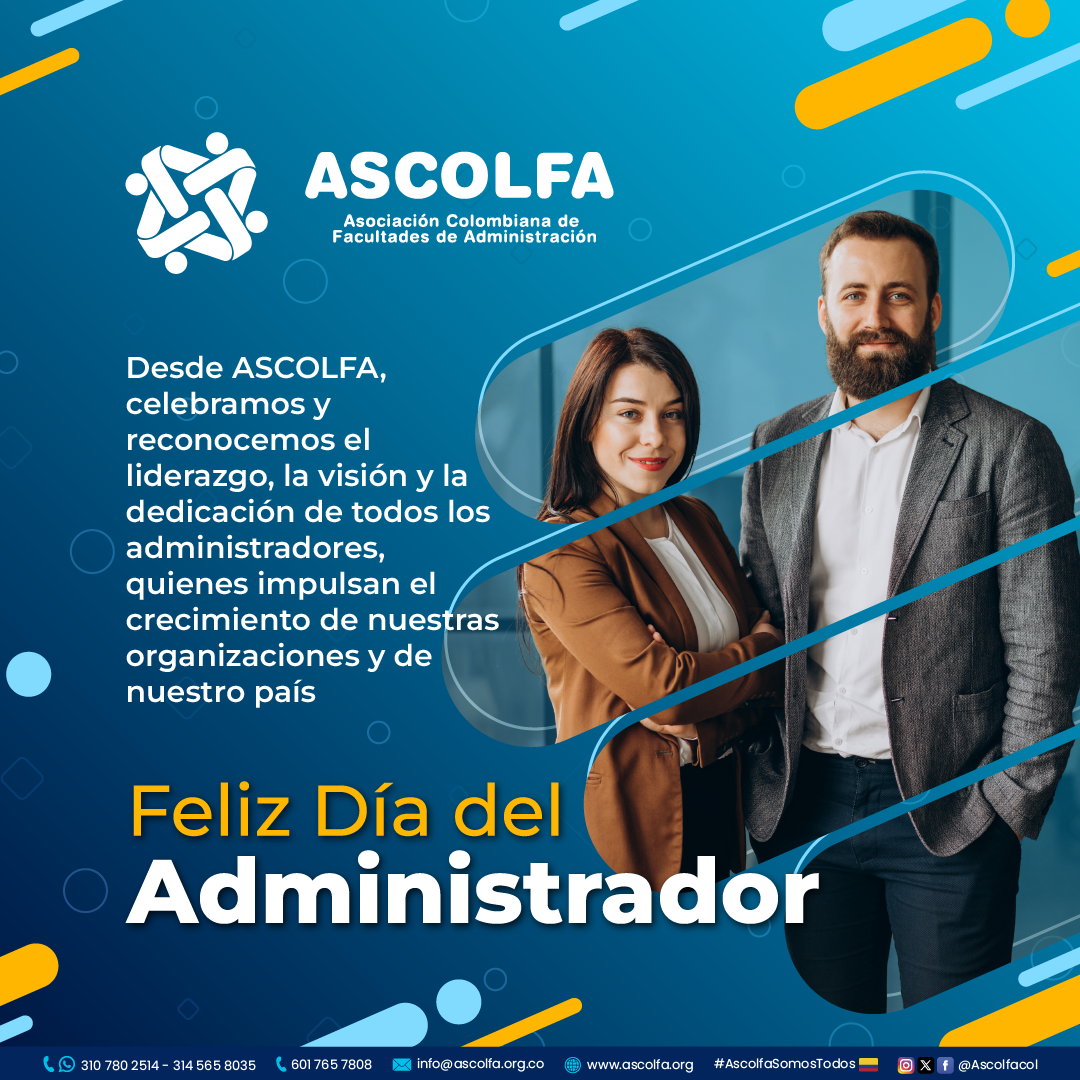 ASCOLFA
Asociación Colombiana de
Facultades de Administración
Desde ASCOLFA,
celebramos y
reconocemos el
liderazgo, la visión y la
dedicación de todos los
administradores,
quienes impulsan el
crecimiento de nuestras
organizaciones y de
nuestro país
Feliz Día del
Administrador
310 780 2514 - 314 565 8035 601 765 7808 info@ascolfa.org.co www.ascolfa.org #AscolfaSomosTodos @Ascolfacol